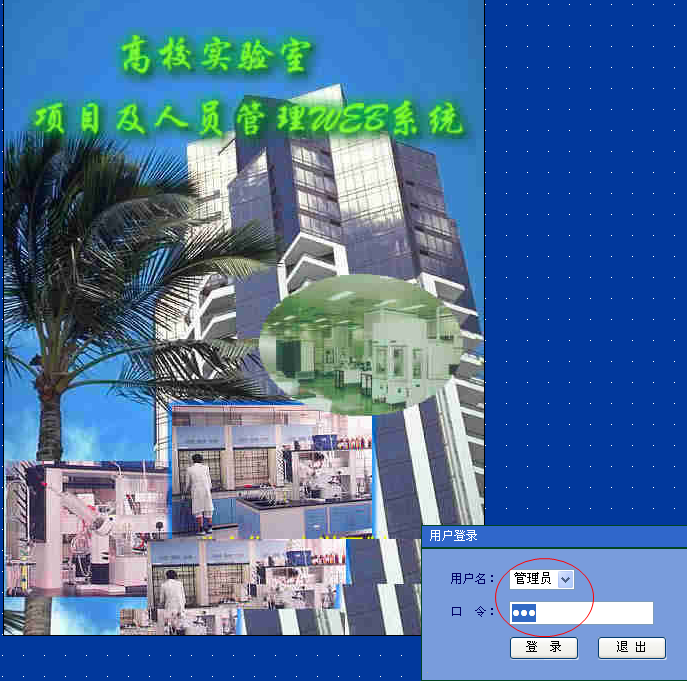 高校实验室
项目及人员管理WEB系统
用户登录
用户名：
管理员
口 令：
登 录
退 出